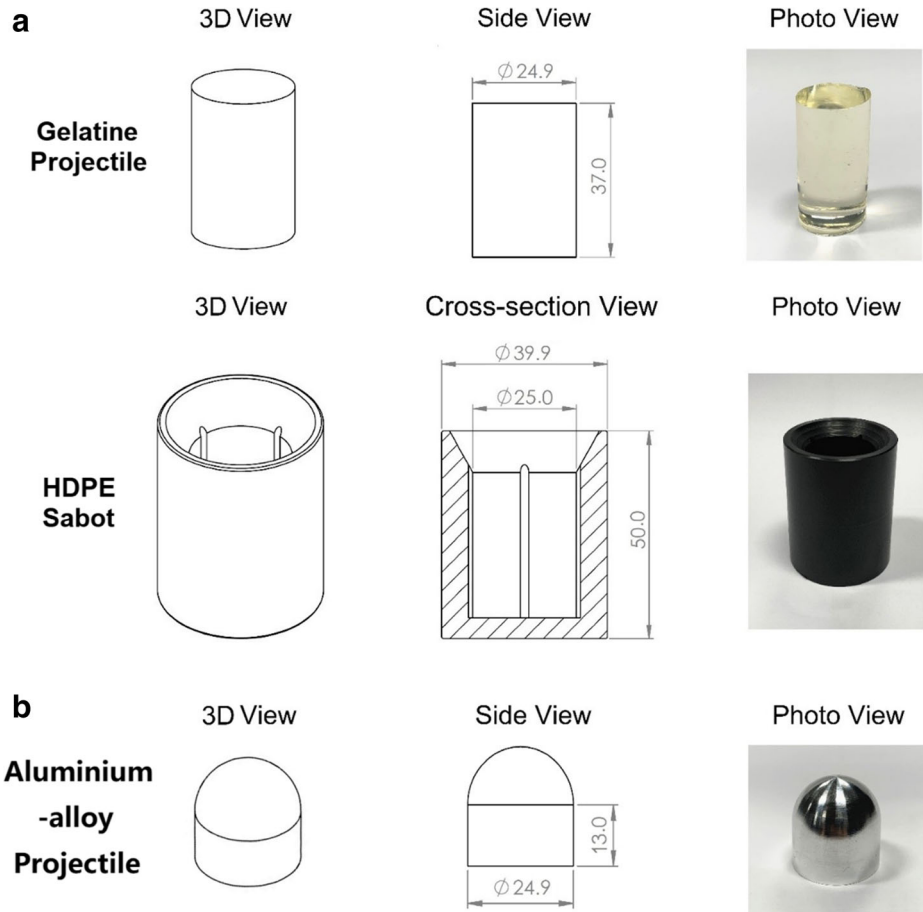 a
3D View
Side View
Photo View
Gelatine
Projectile
Ø24.9
37.0
3D View
Cross-section View
Photo View
HDPE
Sabot
Ø39.9
Ø25.0
50.0
b
3D View
Side View
Photo View
Aluminium
-alloy
Projectile
13.0
Ø24.9